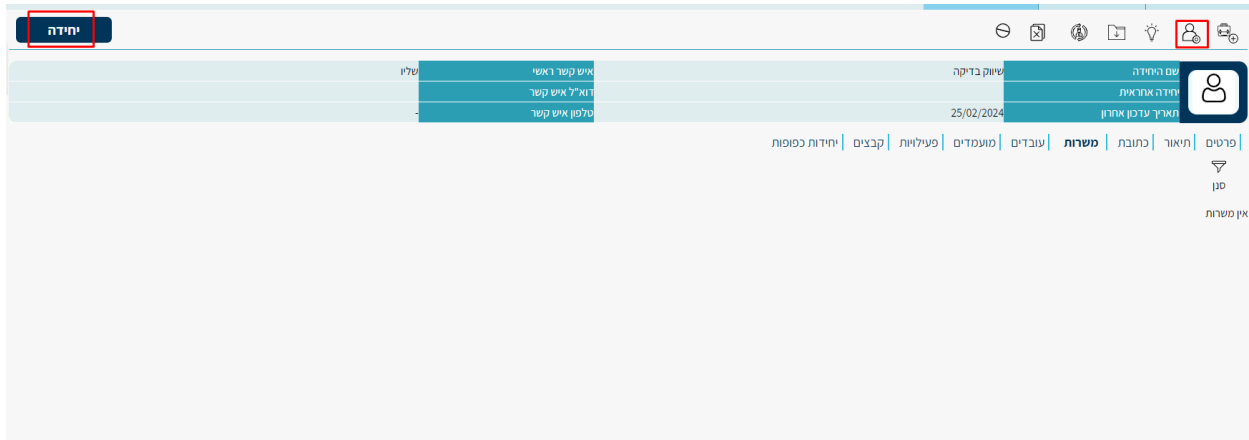 יחידה
שם היחידה שיווק בדיקה איש קשר ראשי שליו
יחידה אחראית דוא"ל איש קשר
תאריך עדכון אחרון 25/02/2024 טלפון איש קשר -
פרטים | תיאור | כתובת | משרות | עובדים | מועמדים | פעילויות | קבצים | יחידות כפופות
סנן
אין משרות